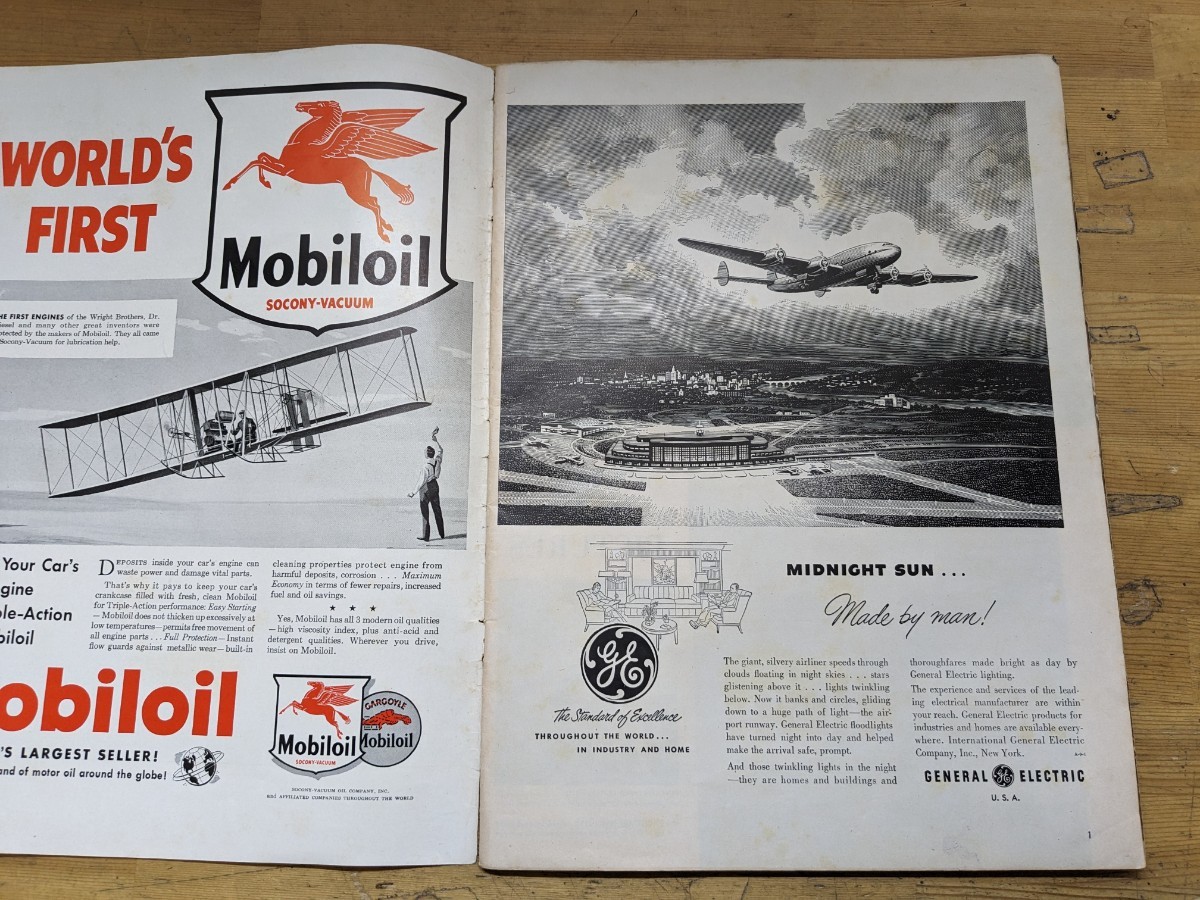 WORLD'S
FIRST
Mobiloil
SOCONY-VACUUM
FIRST ENGINES of the Wright Brothers, Dr.
and many other great inventors were
by the makers of Mobiloil. They all came
Socony-Vacuum for lubrication help.
Your Car's
Mobiloil
SOCONY-VACUUM
GARGOYLE
Mobiloil
DEPOSITS inside your car's engine can
waste power and damage vital parts.
That's why it pays to keep your car's
crankcase filled with fresh, clean Mobiloil
for Triple-Action performance: Easy Starting
—Mobiloil does not thicken up excessively at
low temperatures—permits free movement of
all engine parts . . . Full Protection—Instant
flow guards against metallic wear—built-in
cleaning properties protect engine from
harmful deposits, corrosion . . . Maximum
Economy in terms of fewer repairs, increased
fuel and oil savings.
★ ★ ★
Yes, Mobiloil has all 3 modern oil qualities
—high viscosity index, plus anti-acid and
detergent qualities. Wherever you drive,
insist on Mobiloil.
obiloil
'S LARGEST SELLER!
and of motor oil around the globe!
SOCONY-VACUUM OIL COMPANY, INC.
and AFFILIATED COMPANIES THROUGHOUT THE WORLD
GE
The Standard of Excellence
THROUGHOUT THE WORLD...
IN INDUSTRY AND HOME
MIDNIGHT SUN ...
Made by man!
The giant, silvery airliner speeds through
clouds floating in night skies . . . stars
glistening above it . . . lights twinkling
below. Now it banks and circles, gliding
down to a huge path of light—the air-
port runway. General Electric floodlights
have turned night into day and helped
make the arrival safe, prompt.
And those twinkling lights in the night
—they are homes and buildings and
thoroughfares made bright as day by
General Electric lighting.
The experience and services of the lead-
ing electrical manufacturer are within
your reach. General Electric products for
industries and homes are available every-
where. International General Electric
Company, Inc., New York.
GENERAL GE ELECTRIC
U. S. A.
1